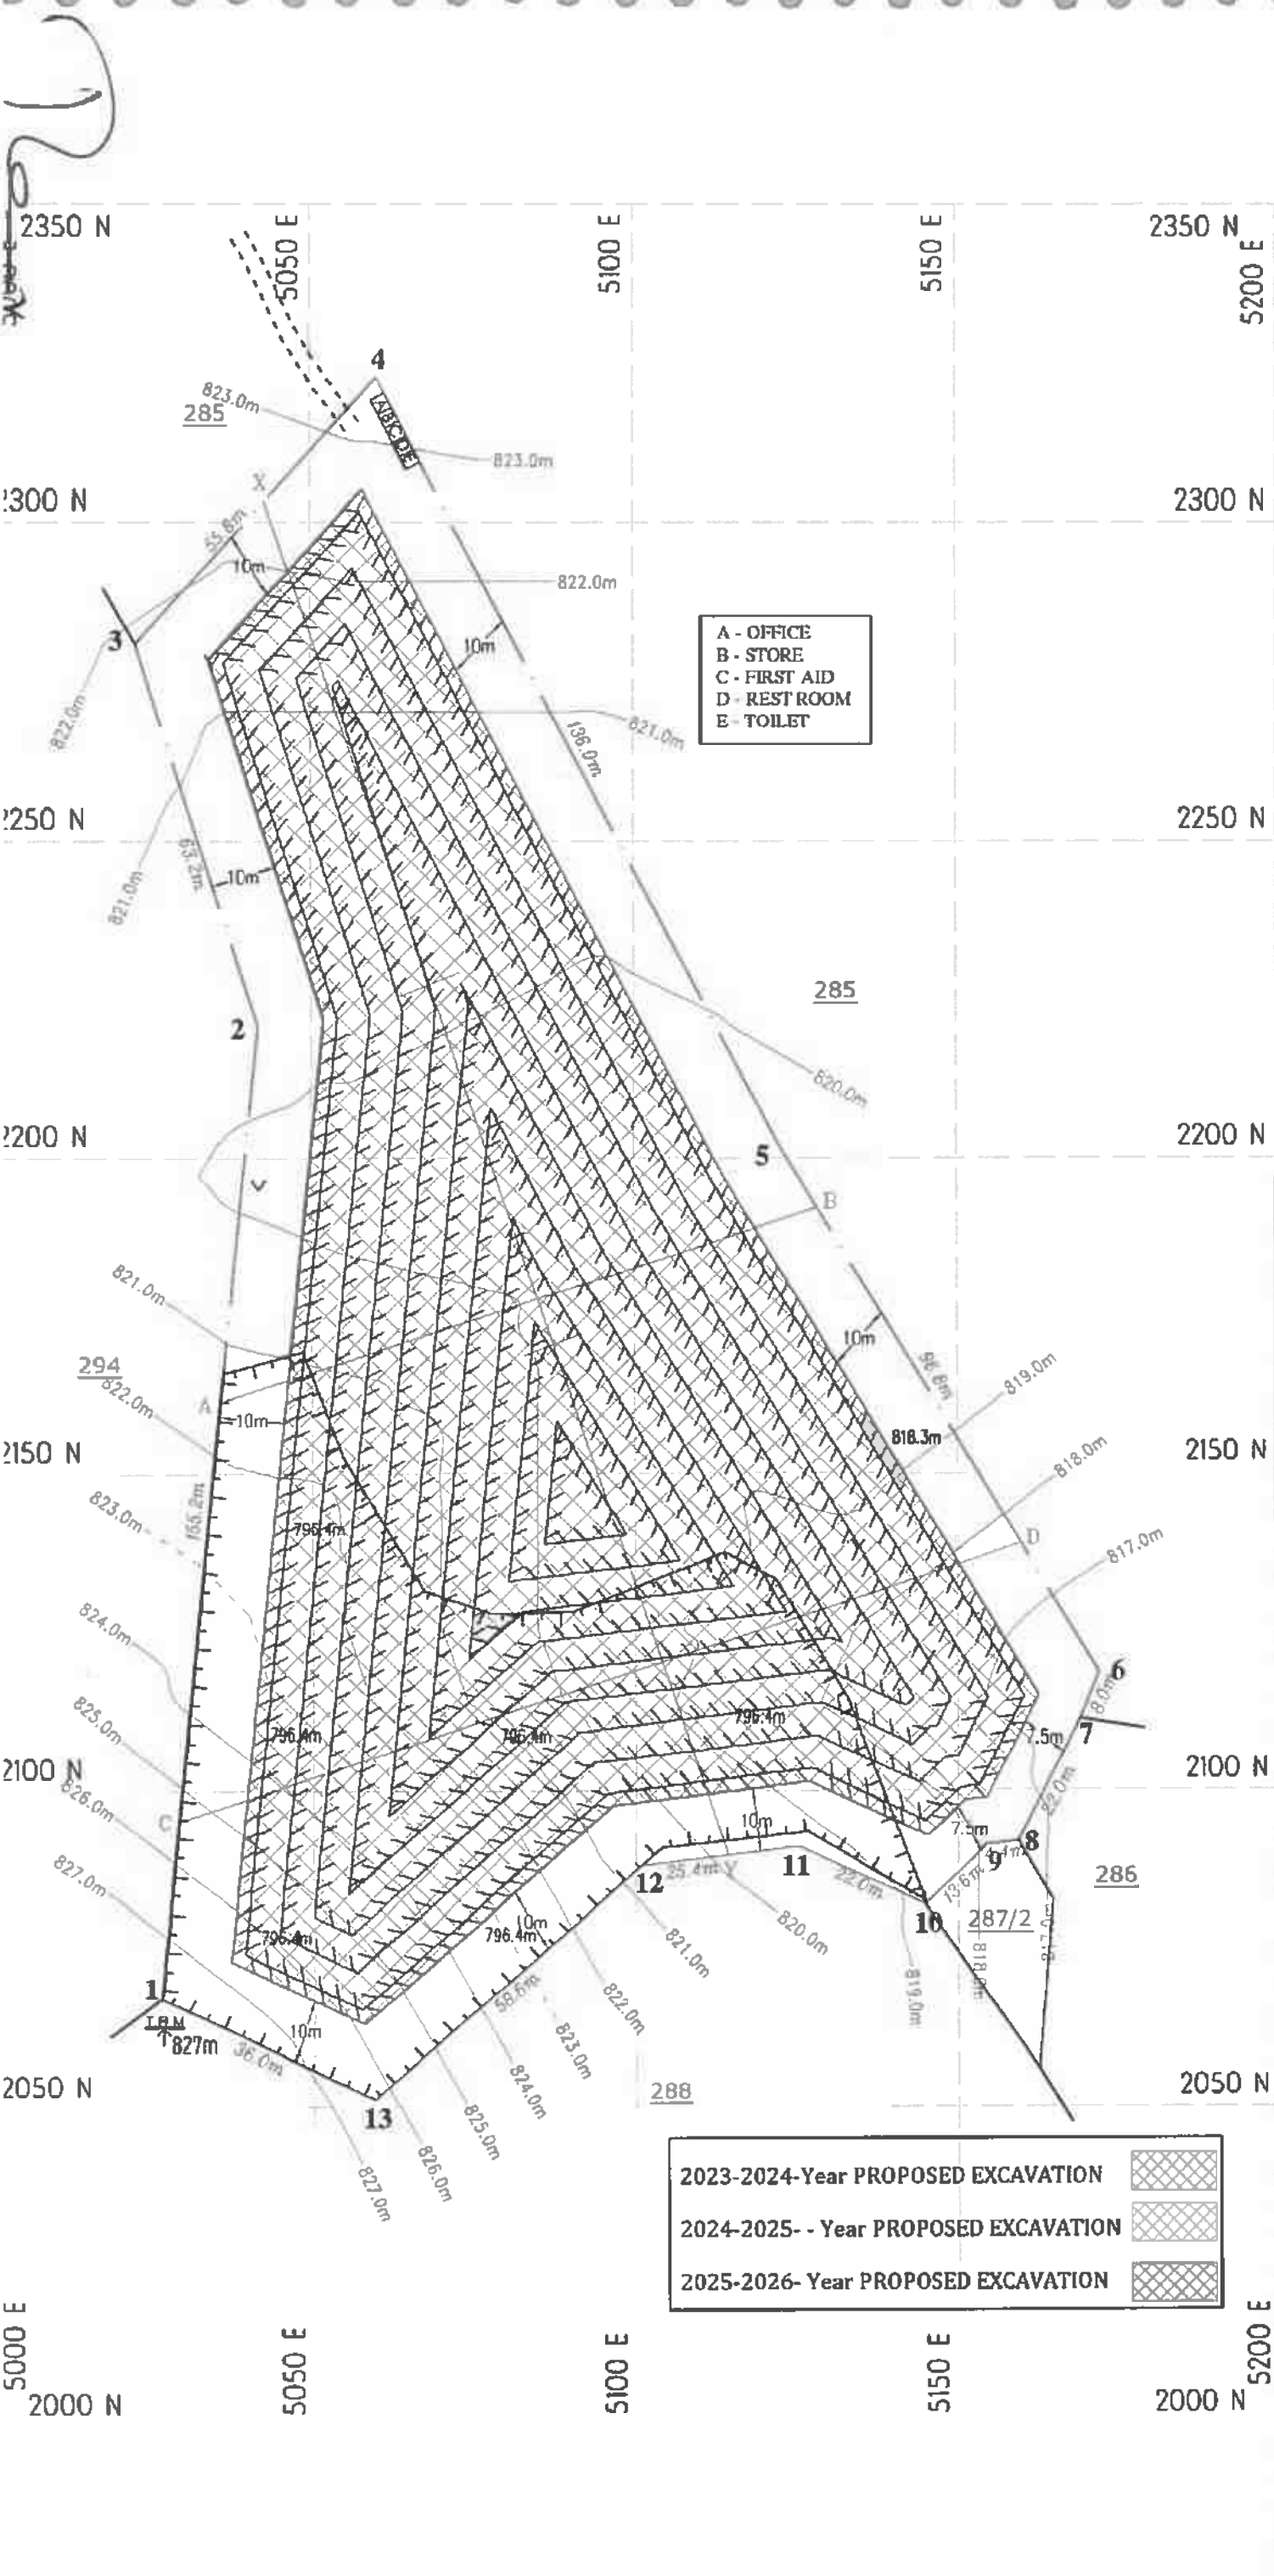 2350 N
5050 E
5100 E
5150 E
2350 N
5200 E
4
823.0m
285
823.0m
ABCDE
X
2300 N
2300 N
55.8m
10m
822.0m
3
A - OFFICE
B - STORE
C - FIRST AID
D - REST ROOM
E - TOILET
10m
822.0m
821.0m
136.0m
2250 N
2250 N
63.2m
10m
821.0m
285
2
820.0m
2200 N
2200 N
5
B
821.0m
10m
294
822.0m
96.8m
819.0m
A
10m
818.3m
2150 N
2150 N
818.0m
823.0m
165.2m
795.4m
D
817.0m
824.0m
6
8.0m
825.0m
796.4m
796.4m
796.4m
7.5m
7
2100 N
2100 N
826.0m
C
22.0m
10m
7.5m
8
827.0m
9
4.4m
12
25.4m
Y
11
22.0m
13.6m
286
10
287/2
796.4m
10m
796.4m
820.0m
821.0m
819.0m
818.0m
1
T.B.M
827m
10m
36.0m
58.6m
822.0m
823.0m
2050 N
2050 N
824.0m
288
13
825.0m
826.0m
827.0m
2023-2024-Year PROPOSED EXCAVATION
2024-2025- - Year PROPOSED EXCAVATION
2025-2026- Year PROPOSED EXCAVATION
5000 E
5050 E
5100 E
5150 E
5200 E
2000 N
2000 N